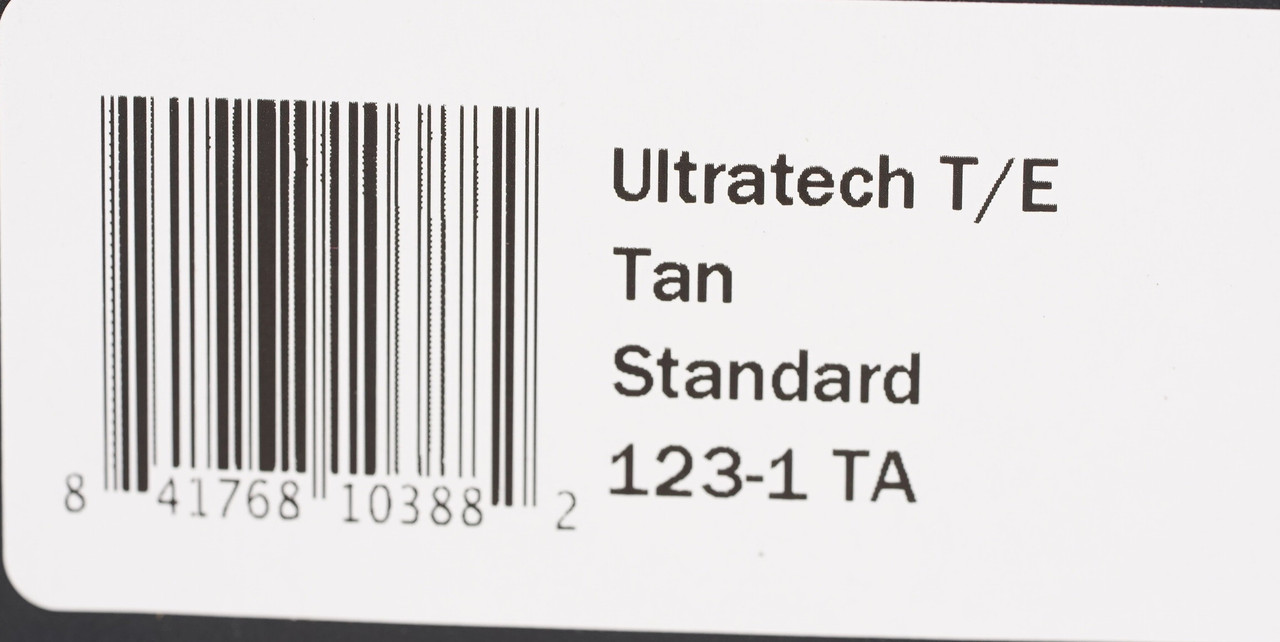 Ultratech T/E
Tan
Standard
123-1 TA
8 41768 10388 2